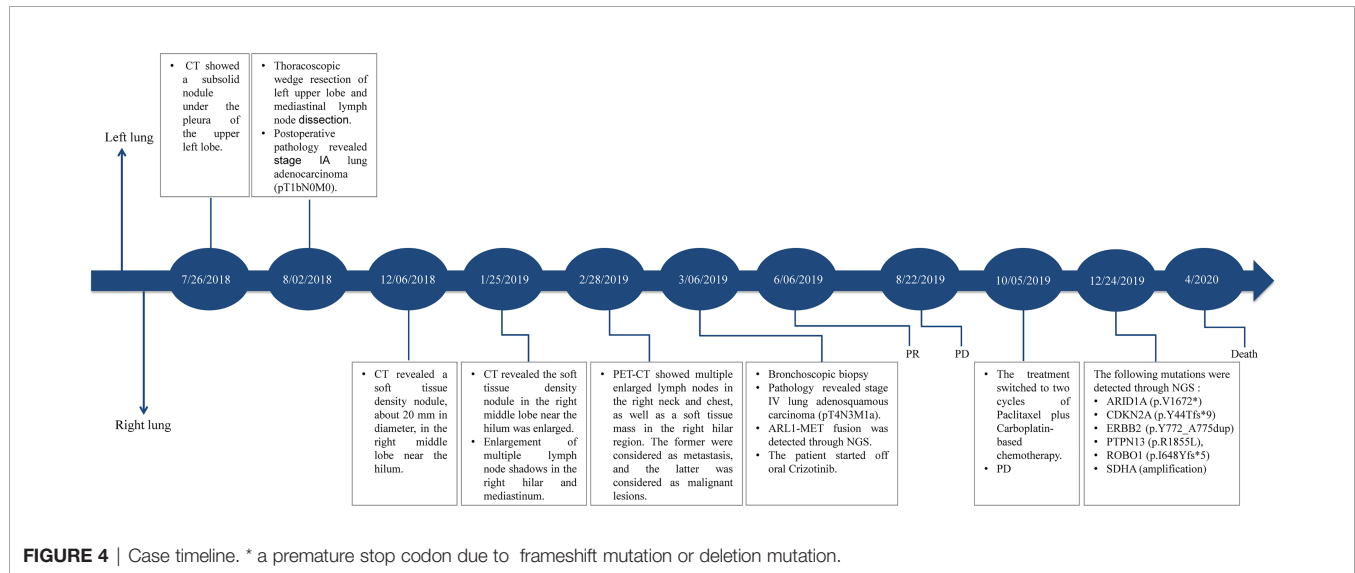 • CT showed
a subsolid
nodule
under the
pleura of
the upper
left lobe.
• Thoracoscopic
wedge resection of
left upper lobe and
mediastinal lymph
node dissection.
• Postoperative
pathology revealed
stage IA lung
adenocarcinoma
(pT1bN0M0).
Left lung
7/26/2018
8/02/2018
12/06/2018
1/25/2019
2/28/2019
3/06/2019
6/06/2019
8/22/2019
10/05/2019
12/24/2019
4/2020
Right lung
• CT revealed a
soft tissue
density nodule,
about 20 mm in
diameter, in the
right middle
lobe near the
hilum.
• CT revealed the soft
tissue density
nodule in the right
middle lobe near the
hilum was enlarged.
• Enlargement of
multiple lymph
node shadows in the
right hilar and
mediastinum.
• PET-CT showed multiple
enlarged lymph nodes in
the right neck and chest,
as well as a soft tissue
mass in the right hilar
region. The former were
considered as metastasis,
and the latter was
considered as malignant
lesions.
• Bronchoscopic biopsy
• Pathology revealed stage
IV lung adenosquamous
carcinoma (pT4N3M1a).
• ARL1-MET fusion was
detected through NGS.
• The patient started off
oral Crizotinib.
PR
PD
• The treatment
switched to two
cycles of
Paclitaxel plus
Carboplatin-
based
chemotherapy.
• PD
The following mutations were
detected through NGS :
• ARID1A (p.V1672*)
• CDKN2A (p.Y44Tfs*9)
• ERBB2 (p.Y772_A775dup)
• PTPN13 (p.R1855L),
• ROBO1 (p.I648Yfs*5)
• SDHA (amplification)
Death
FIGURE 4 | Case timeline. * a premature stop codon due to frameshift mutation or deletion mutation.